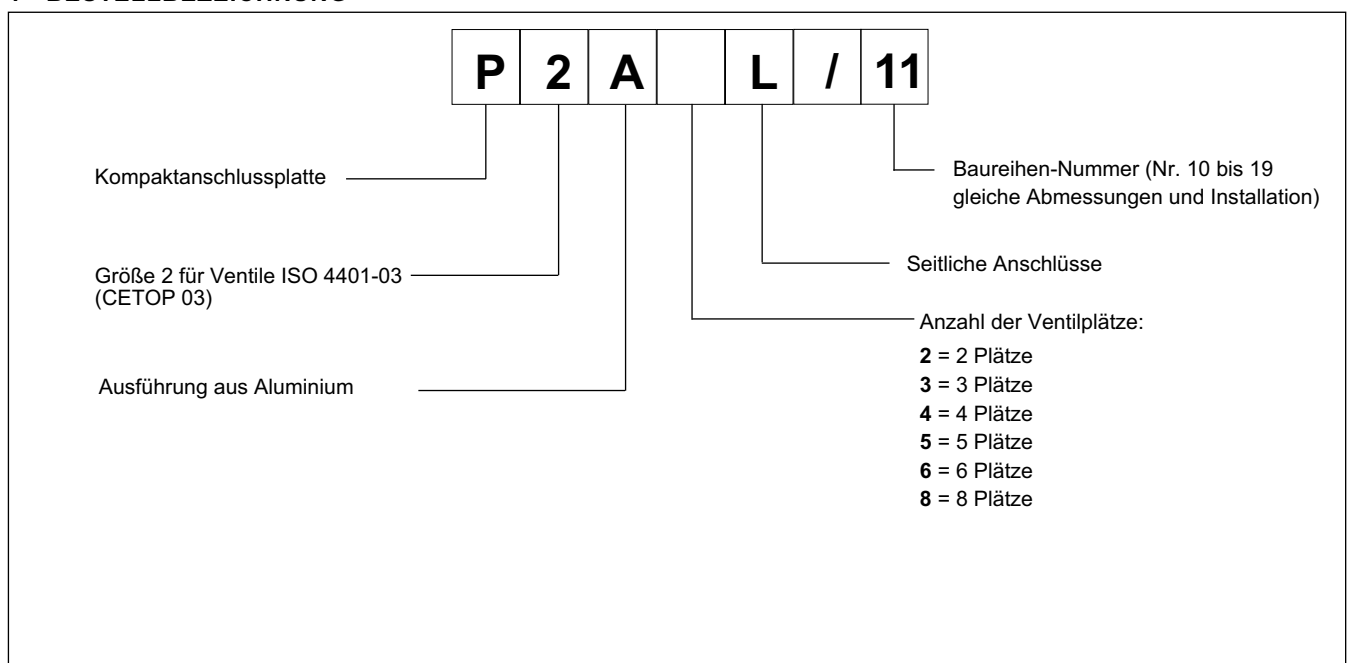 P 2 A L / 11
Kompaktanschlussplatte
Baureihen-Nummer (Nr. 10 bis 19
gleiche Abmessungen und Installation)
Größe 2 für Ventile ISO 4401-03
(CETOP 03)
Seitliche Anschlüsse
Anzahl der Ventilplätze:
2 = 2 Plätze
3 = 3 Plätze
4 = 4 Plätze
5 = 5 Plätze
6 = 6 Plätze
8 = 8 Plätze
Ausführung aus Aluminium